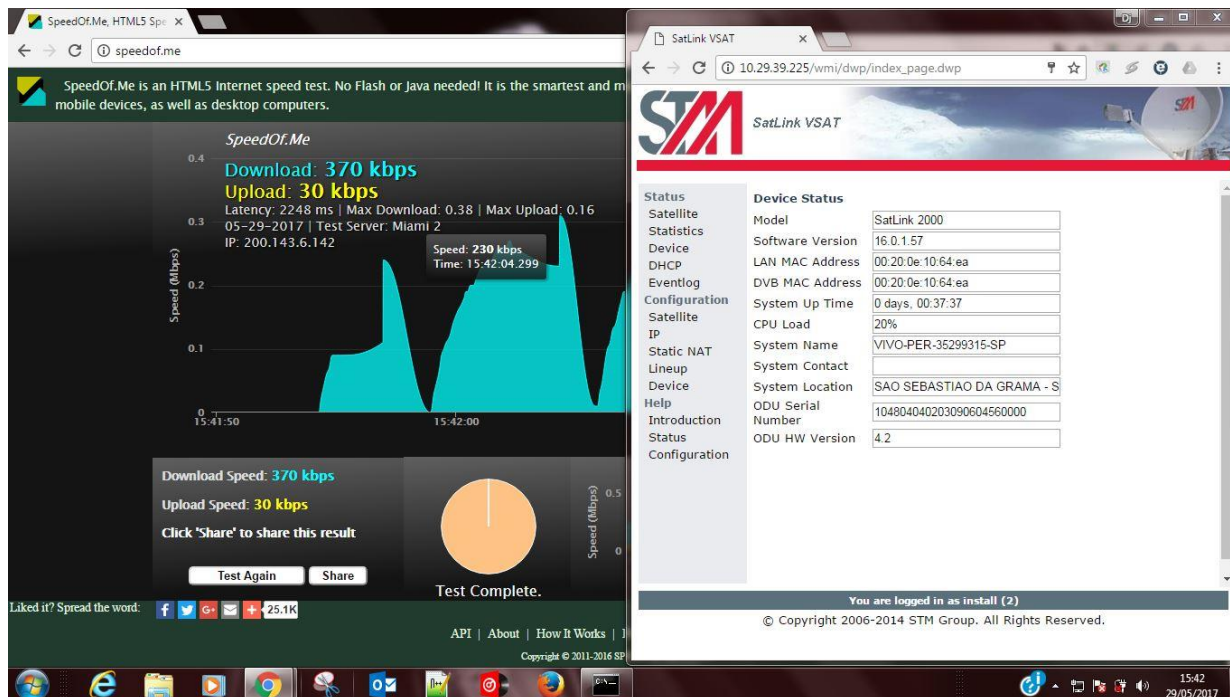 SpeedOf.Me, HTML5 Spe
speedof.me
SpeedOf.Me is an HTML5 Internet speed test. No Flash or Java needed! It is the smartest and m
mobile devices, as well as desktop computers.
SpeedOf.Me
Download: 370 kbps
Upload: 30 kbps
Latency: 2248 ms | Max Download: 0.38 | Max Upload: 0.16
05-29-2017 | Test Server: Miami 2
IP: 200.143.6.142
Speed: 230 kbps
Time: 15:42:04.299
Speed (Mbps)
0.4
0.3
0.2
0.1
0
15:41:50
15:42:00
Download Speed: 370 kbps
Upload Speed: 30 kbps
Click 'Share' to share this result
Test Again
Share
Test Complete.
Speed (Mbps)
0.5
0
Liked it? Spread the word:
25.1K
API | About | How It Works |
Copyright © 2011-2016 SP
Dj
SatLink VSAT
10.29.39.225/wmi/dwp/index_page.dwp
STM
SatLink VSAT
STM
Status
Satellite
Statistics
Device
DHCP
Eventlog
Configuration
Satellite
IP
Static NAT
Lineup
Device
Help
Introduction
Status
Configuration
Device Status
Model SatLink 2000
Software Version 16.0.1.57
LAN MAC Address 00:20:0e:10:64:ea
DVB MAC Address 00:20:0e:10:64:ea
System Up Time 0 days, 00:37:37
CPU Load 20%
System Name VIVO-PER-35299315-SP
System Contact
System Location SAO SEBASTIAO DA GRAMA - S
ODU Serial
Number 104804040203090604560000
ODU HW Version 4.2
You are logged in as install (2)
© Copyright 2006-2014 STM Group. All Rights Reserved.
15:42
29/05/2017